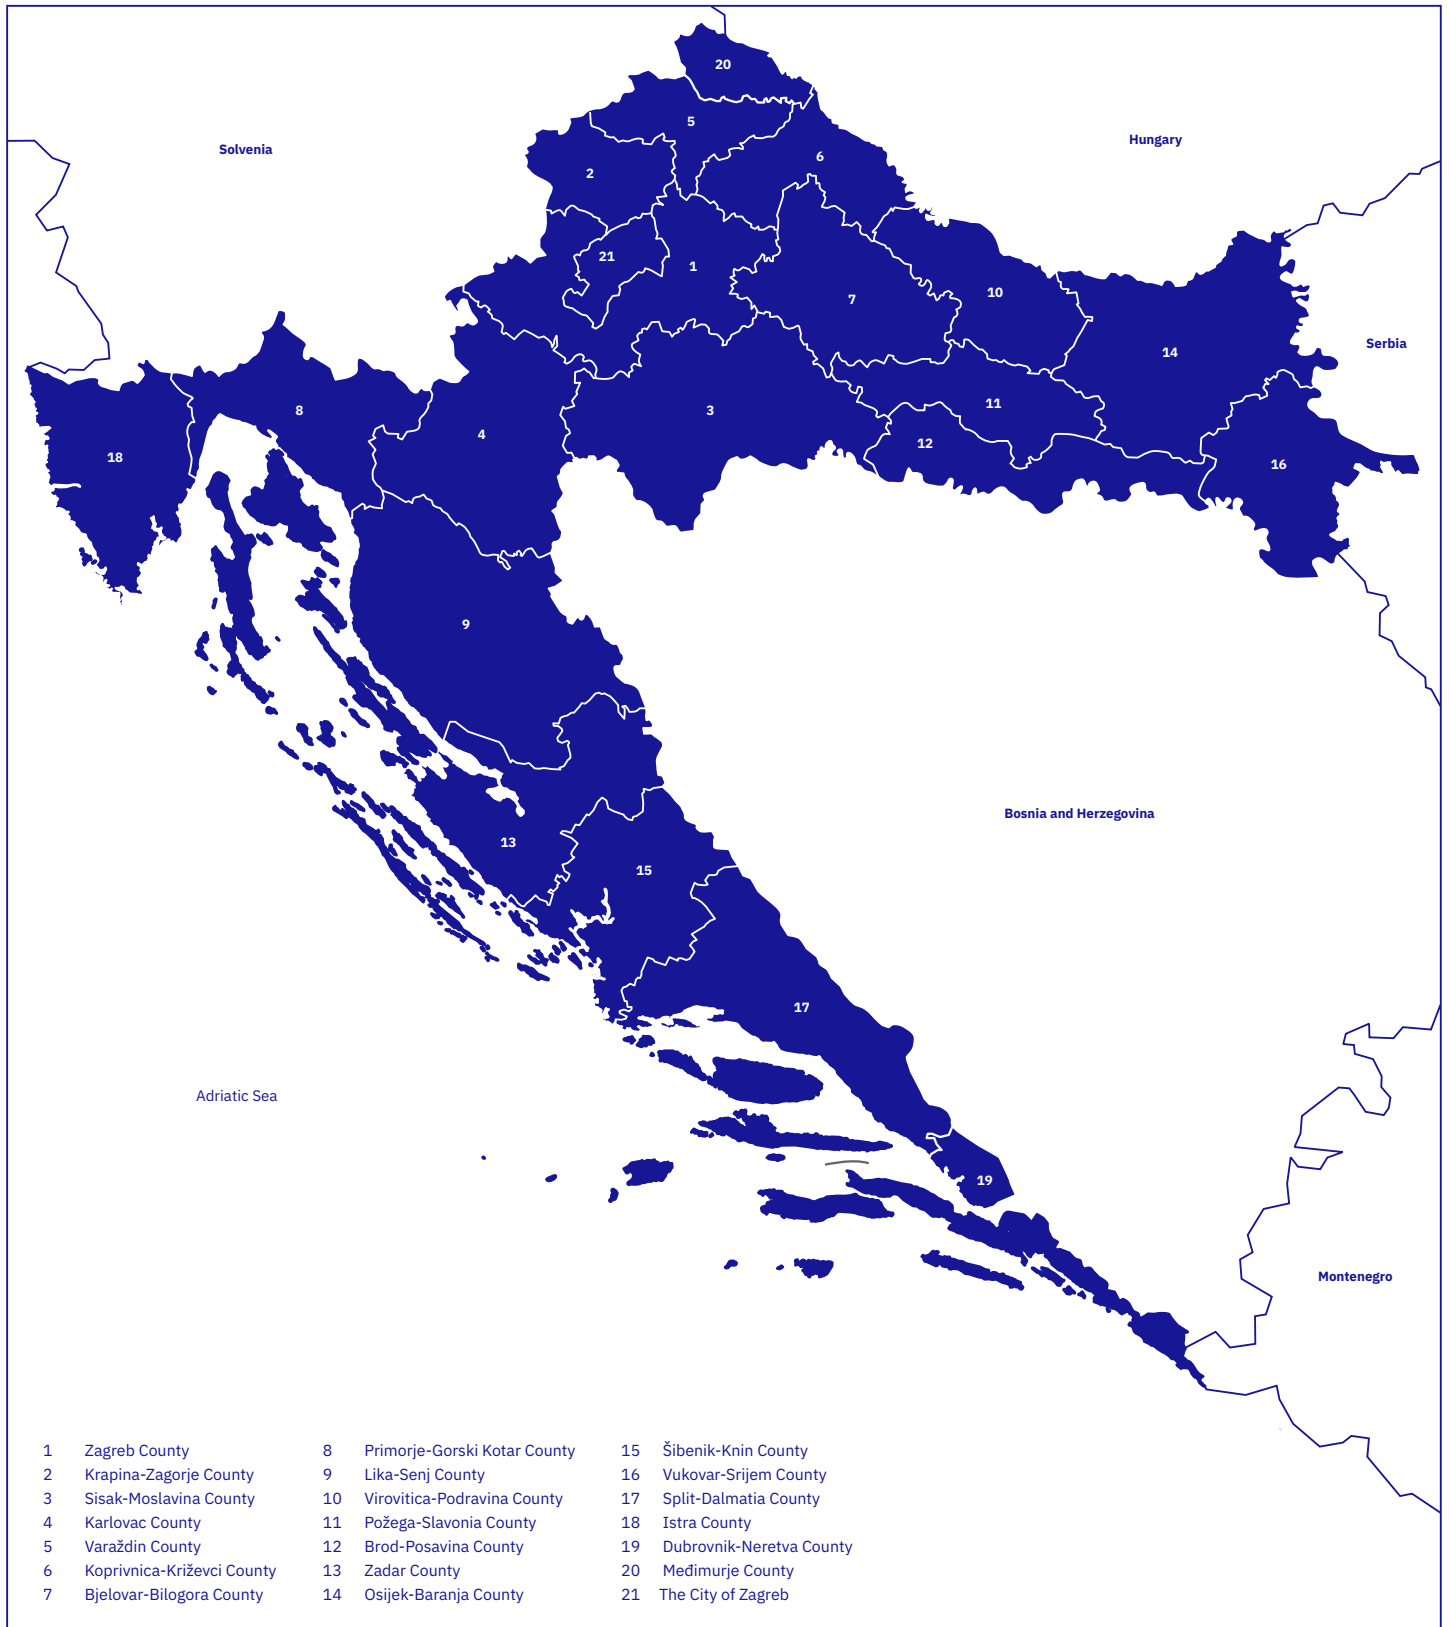 20
5
Hungary
Solvenia
6
2
21
1
10
7
Serbia
14
8
3
11
4
12
18
16
9
Bosnia and Herzegovina
13
15
17
Adriatic Sea
19
Montenegro
1 Zagreb County
2 Krapina-Zagorje County
3 Sisak-Moslavina County
4 Karlovac County
5 Varaždin County
6 Koprivnica-Križevci County
7 Bjelovar-Bilogora County
8 Primorje-Gorski Kotar County
9 Lika-Senj County
10 Virovitica-Podravina County
11 Požega-Slavonia County
12 Brod-Posavina County
13 Zadar County
14 Osijek-Baranja County
15 Šibenik-Knin County
16 Vukovar-Srijem County
17 Split-Dalmatia County
18 Istra County
19 Dubrovnik-Neretva County
20 Međimurje County
21 The City of Zagreb